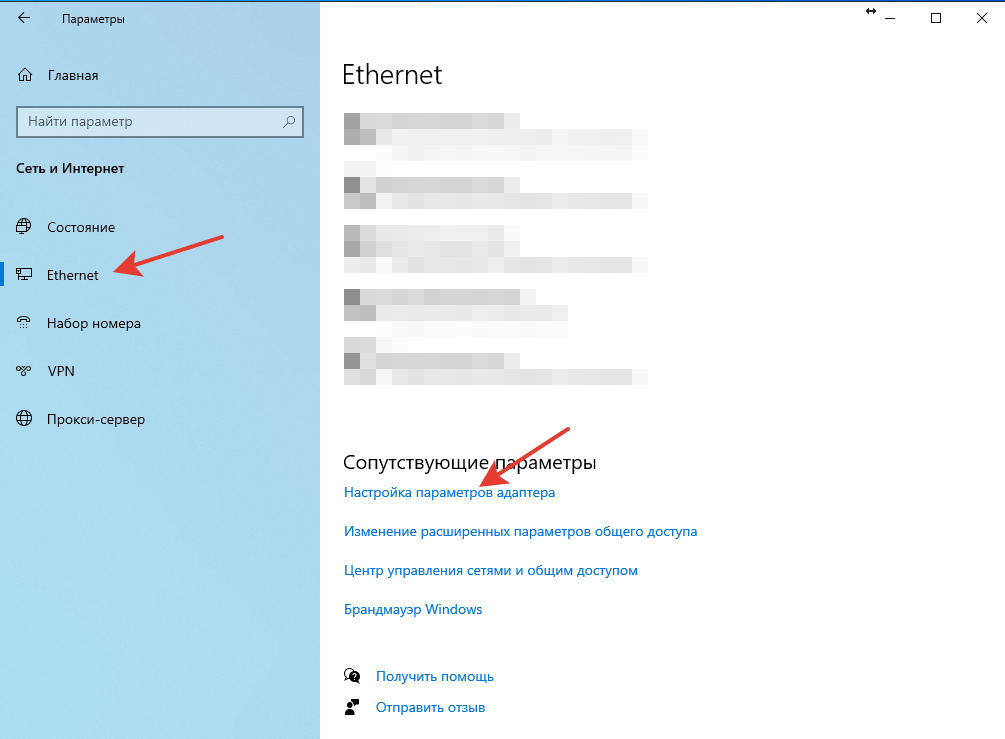 Параметры
Главная
Найти параметр
Сеть и Интернет
Состояние
Ethernet
Набор номера
VPN
Прокси-сервер
Ethernet
Сопутствующие параметры
Настройка параметров адаптера
Изменение расширенных параметров общего доступа
Центр управления сетями и общим доступом
Брандмауэр Windows
Получить помощь
Отправить отзыв